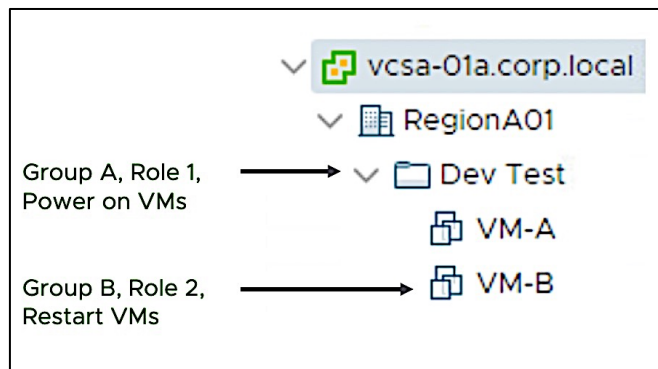 vcsa-01a.corp.local
RegionA01
Group A, Role 1,
Power on VMs
Dev Test
VM-A
Group B, Role 2,
Restart VMs
VM-B